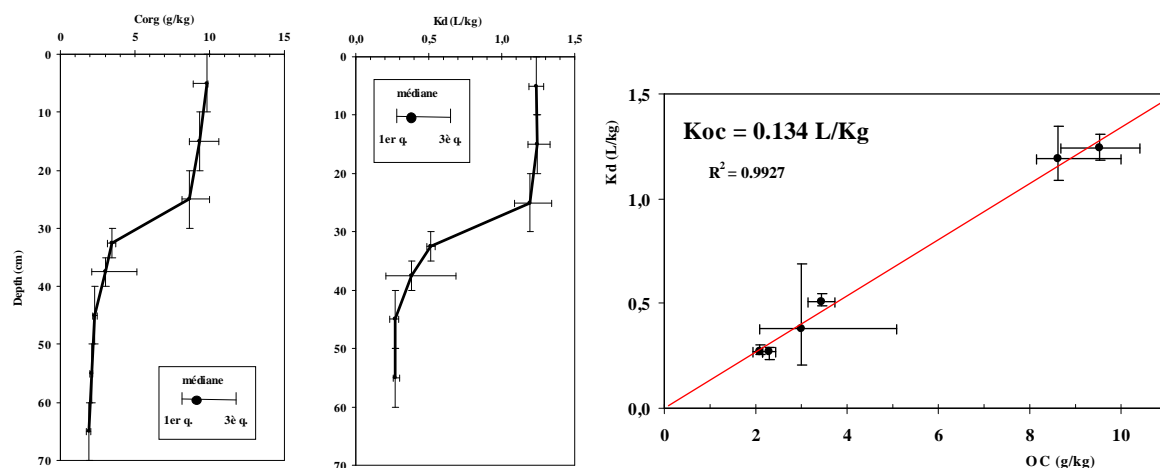 Corg (g/kg)
0 5 10 15
Depth (cm)
0
10
20
30
40
50
60
70
médiane
1er q. 3è q.
Kd (L/kg)
0,0 0,5 1,0 1,5
0
10
20
30
40
50
60
70
médiane
1er q. 3è q.
Kd (L/kg)
1,5
1,0
0,5
0,0
Koc = 0.134 L/Kg
R² = 0.9927
0 2 4 6 8 10
OC (g/kg)